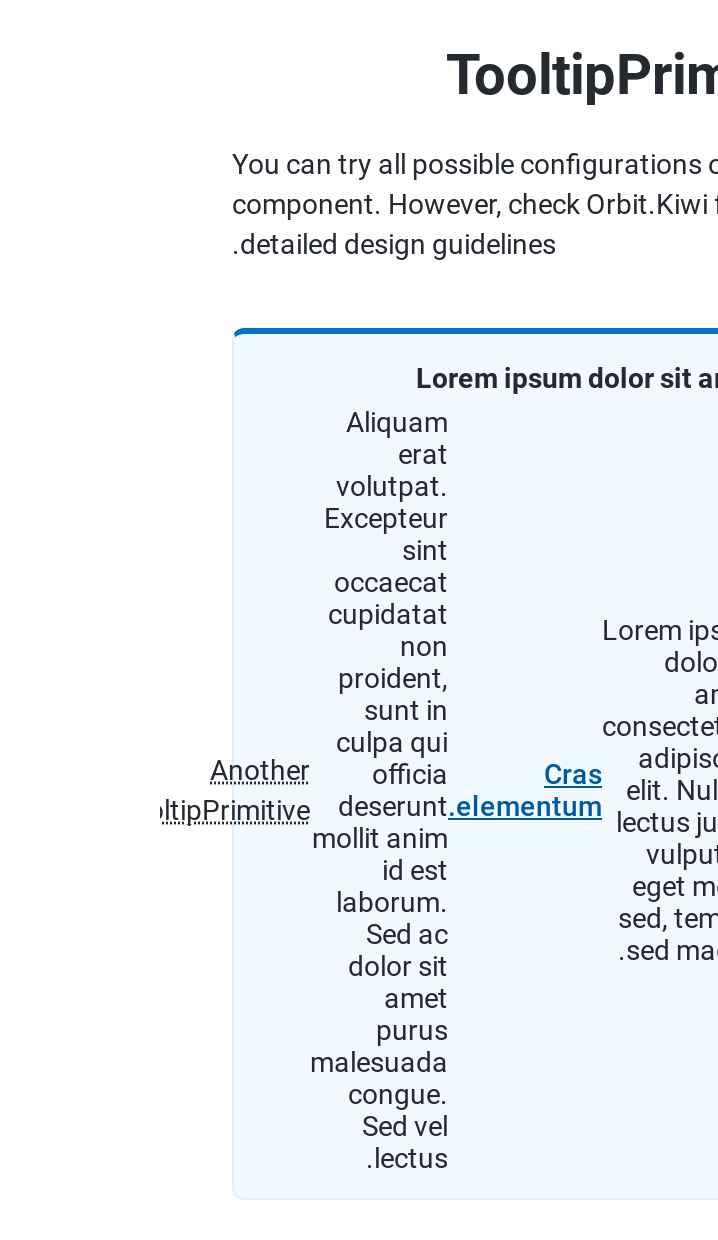 TooltipPrim
You can try all possible configurations
component. However, check Orbit.Kiwi
.detailed design guidelines
Lorem ipsum dolor sit
Lorem ips
dolo
consectet
adipisc
elit. Nul
lectus ju
vulput
eget
sed, tem
.sed
Cras
.elementum
Aliquam
erat
volutpat.
Excepteur
sint
occaecat
cupidatat
non
proident,
sunt in
culpa qui
officia
deserunt
mollit anim
id est
laborum.
Sed ac
dolor sit
amet
purus
malesuada
congue.
Sed vel
.lectus
Another
oltipPrimitive